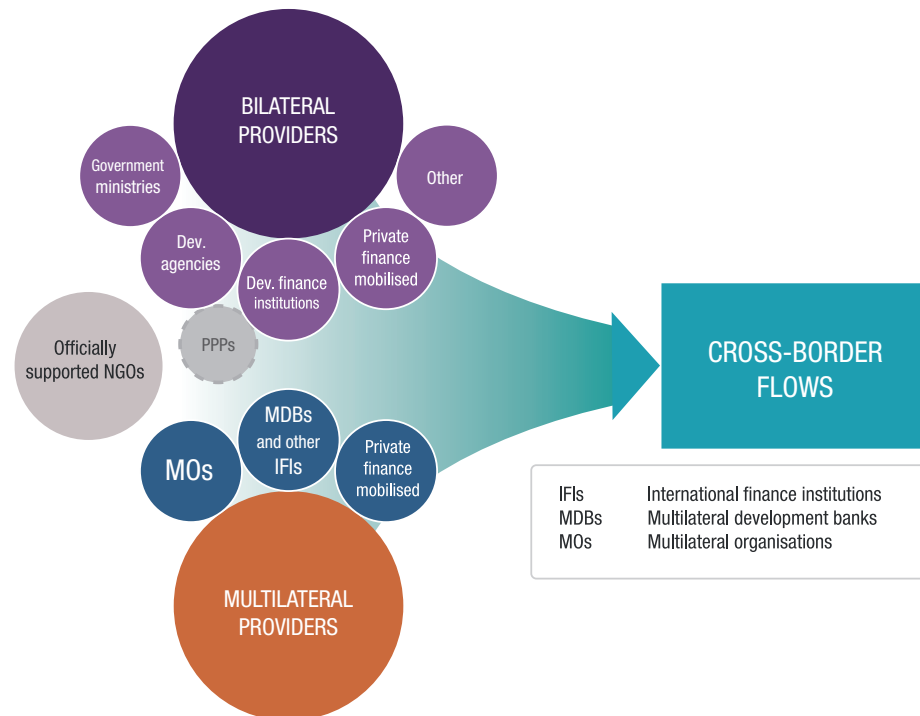 BILATERAL
PROVIDERS
Government
ministries
Other
Dev.
agencies
Dev. finance
institutions
Private
finance
mobilised
Officially
supported NGOs
PPPs
CROSS-BORDER
FLOWS
MOs
MDBs
and other
IFIs
Private
finance
mobilised
MULTILATERAL
PROVIDERS
IFIs International finance institutions
MDBs Multilateral development banks
MOs Multilateral organisations